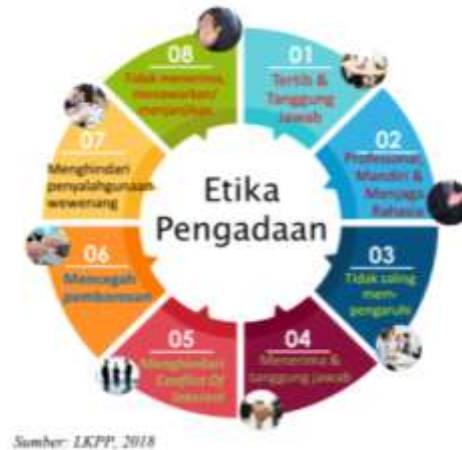 Etika
Pengadaan
01
Tertib &
Tanggung
Jawab
02
Professional,
Mandiri &
Menjaga
Rahasia
03
Tidak saling
mem-
pengaruhi
04
Menerima &
tanggung jawab
05
Menghindari
Conflict Of
Interest
06
Mencegah
pemborosan
07
Menghindari
penyalahgunaan
wewenang
08
Tidak menerima,
menawarkan/
menjanjikan
Sumber: LKPP, 2018